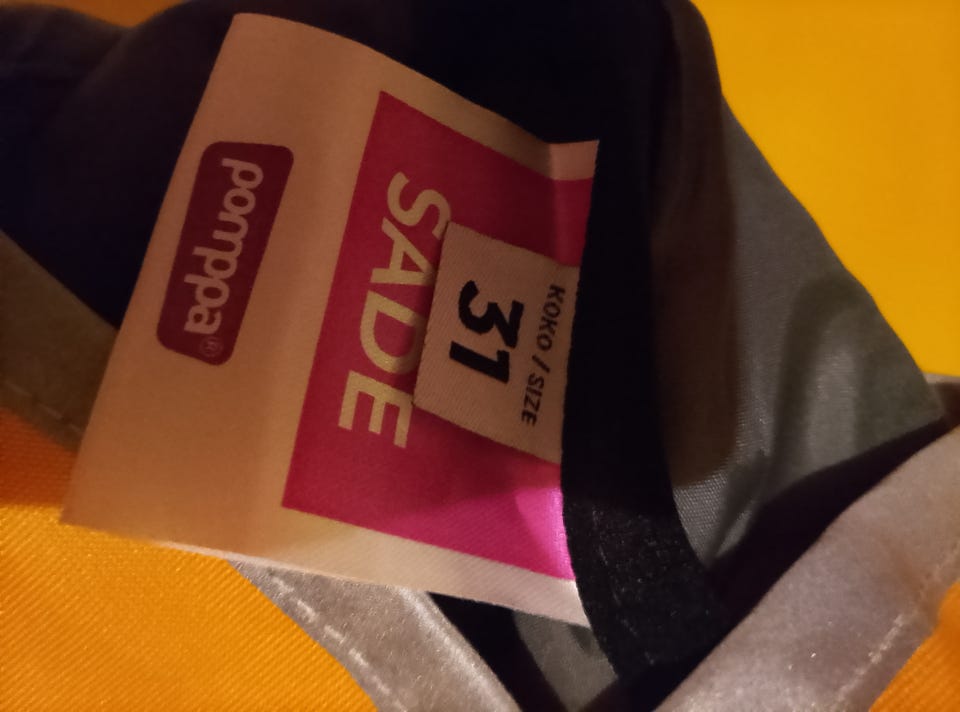 KOKO / SIZE
31
SADE
pomppa®